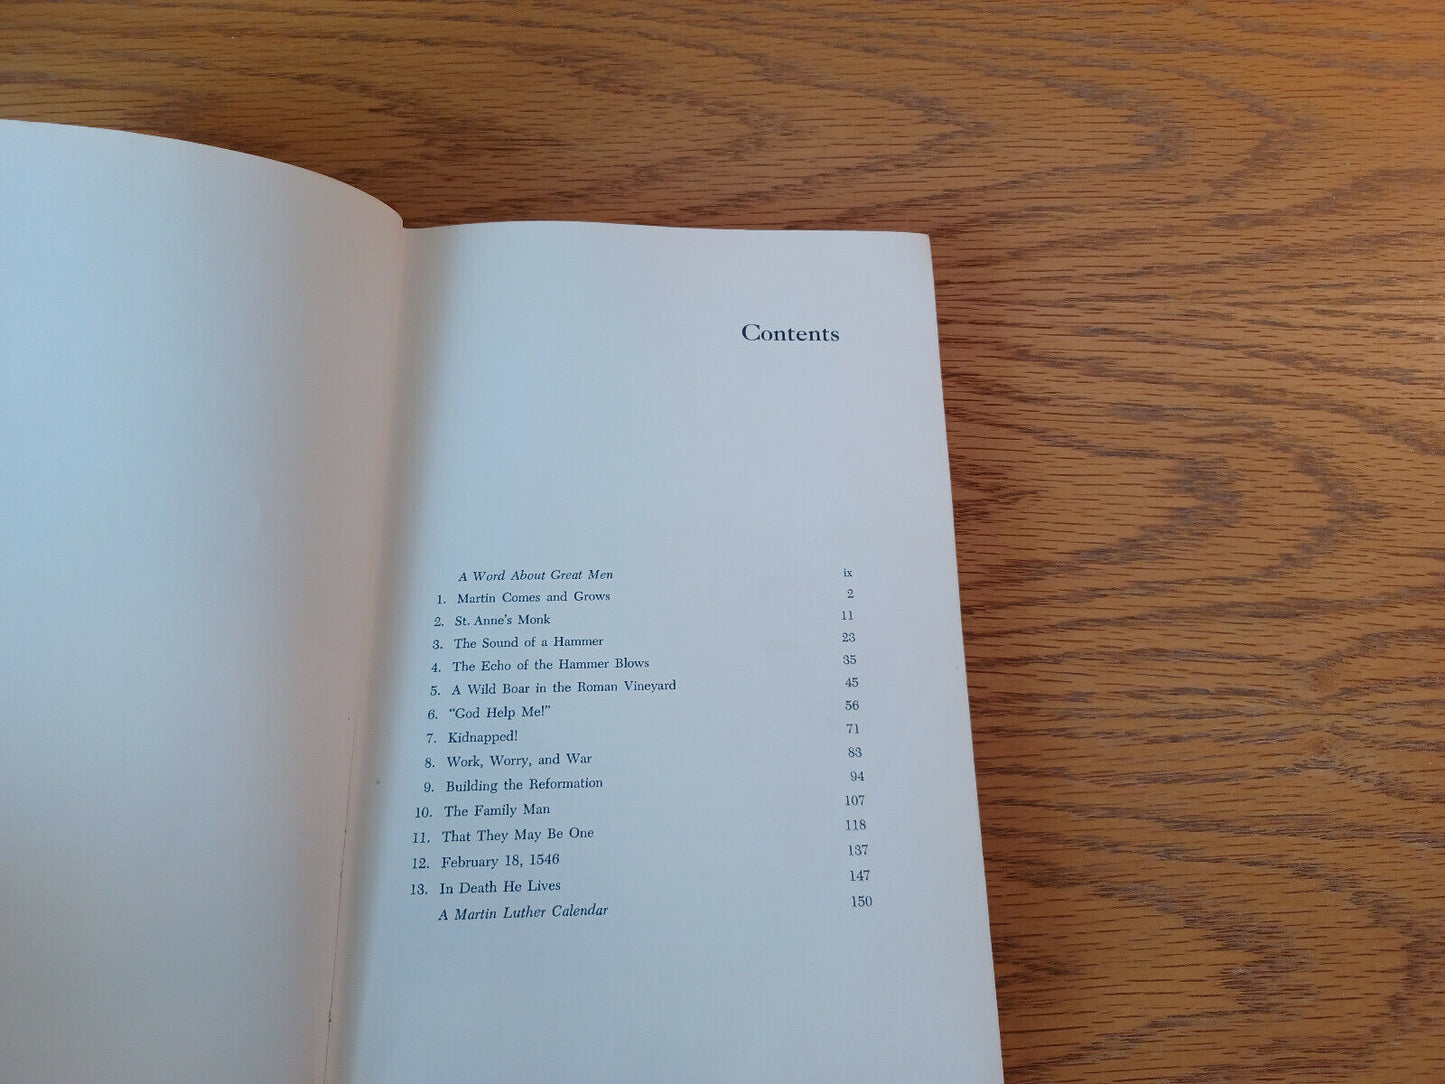 Contents
A Word About Great Men ix
1. Martin Comes and Grows 2
2. St. Anne's Monk 11
3. The Sound of a Hammer 23
4. The Echo of the Hammer Blows 35
5. A Wild Boar in the Roman Vineyard 45
6. "God Help Me!" 56
7. Kidnapped! 71
8. Work, Worry, and War 83
9. Building the Reformation 94
10. The Family Man 107
11. That They May Be One 118
12. February 18, 1546 137
13. In Death He Lives 147
A Martin Luther Calendar 150